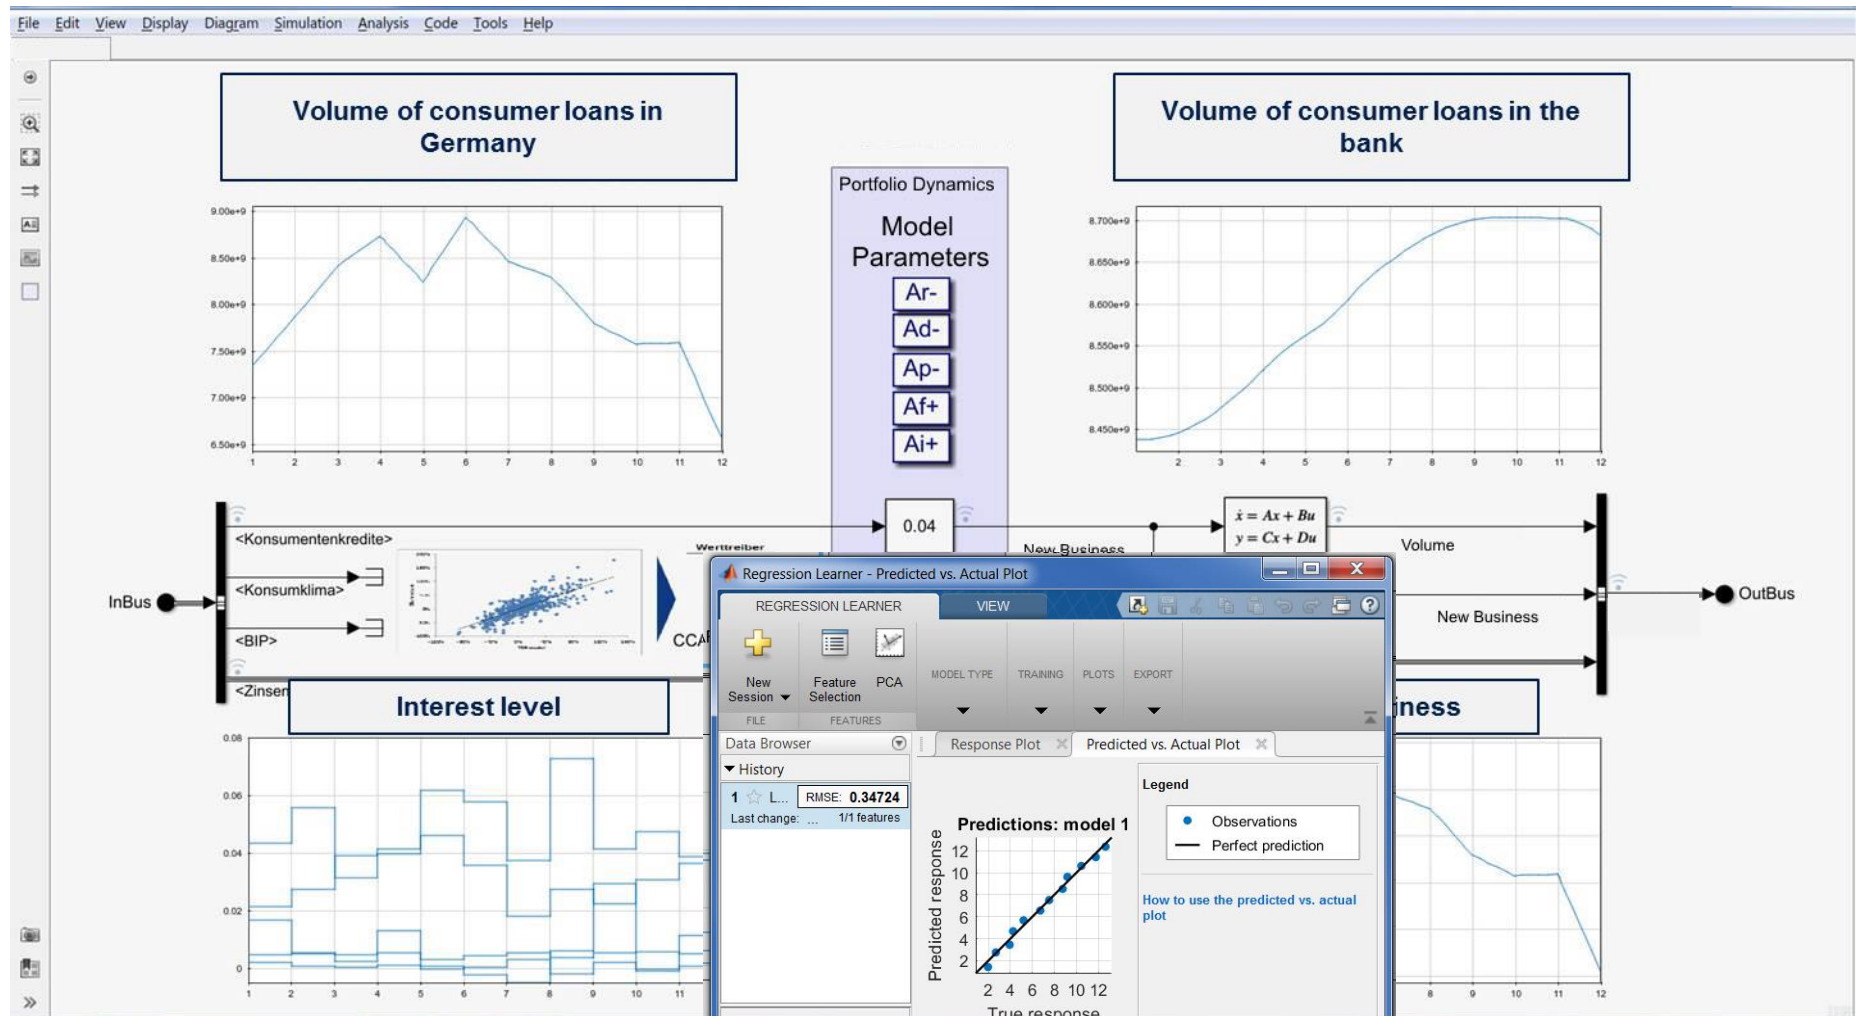 File Edit View Display Diagram Simulation Analysis Code Tools Help
Volume of consumer loans in
Germany
9.00e+9
8.50e+9
8.00e+9
7.50e+9
7.00e+9
6.50e+9
1 2 3 4 5 6 7 8 9 10 11 12
Portfolio Dynamics
Model
Parameters
Ar-
Ad-
Ap-
Af+
Ai+
Volume of consumer loans in the
bank
8.700e+9
8.650e+9
8.600e+9
8.550e+9
8.500e+9
8.450e+9
2 3 4 5 6 7 8 9 10 11 12
InBus
<Konsumentenkredite>
<Konsumklima>
<BIP>
<Zinsen
Werttreiber
CCAR
0.04
New Business
ẋ = Ax + Bu
y = Cx + Du
Volume
New Business
OutBus
Interest level
0.08
0.06
0.04
0.02
0
1 2 3 4 5 6 7 8 9 10 11
iness
8 9 10 11 12
Regression Learner - Predicted vs. Actual Plot
REGRESSION LEARNER VIEW
New
Session
Feature
Selection
PCA
MODEL TYPE TRAINING PLOTS EXPORT
FILE FEATURES
Data Browser
History
1 L... RMSE: 0.34724
Last change: ... 1/1 features
Response Plot Predicted vs. Actual Plot
Predictions: model 1
Predicted response
12
10
8
6
4
2
2 4 6 8 10 12
True response
Legend
Observations
Perfect prediction
How to use the predicted vs. actual
plot